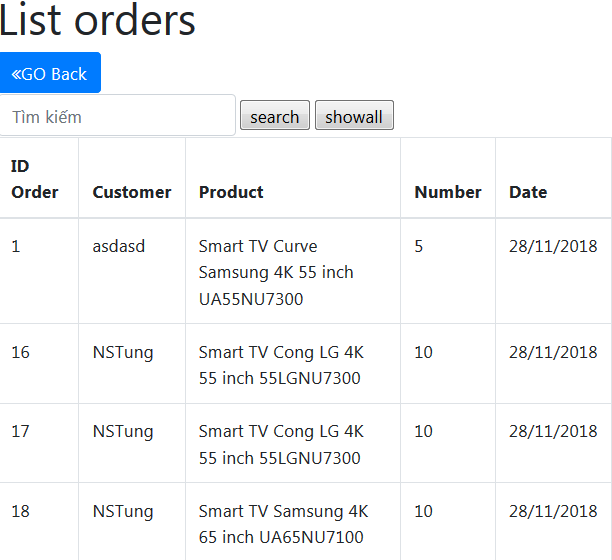 List orders
«GO Back
Tìm kiếm search showall
ID Order Customer Product Number Date
1 asdasd Smart TV Curve Samsung 4K 55 inch UA55NU7300 5 28/11/2018
16 NSTung Smart TV Cong LG 4K 55 inch 55LGNU7300 10 28/11/2018
17 NSTung Smart TV Cong LG 4K 55 inch 55LGNU7300 10 28/11/2018
18 NSTung Smart TV Samsung 4K 65 inch UA65NU7100 10 28/11/2018